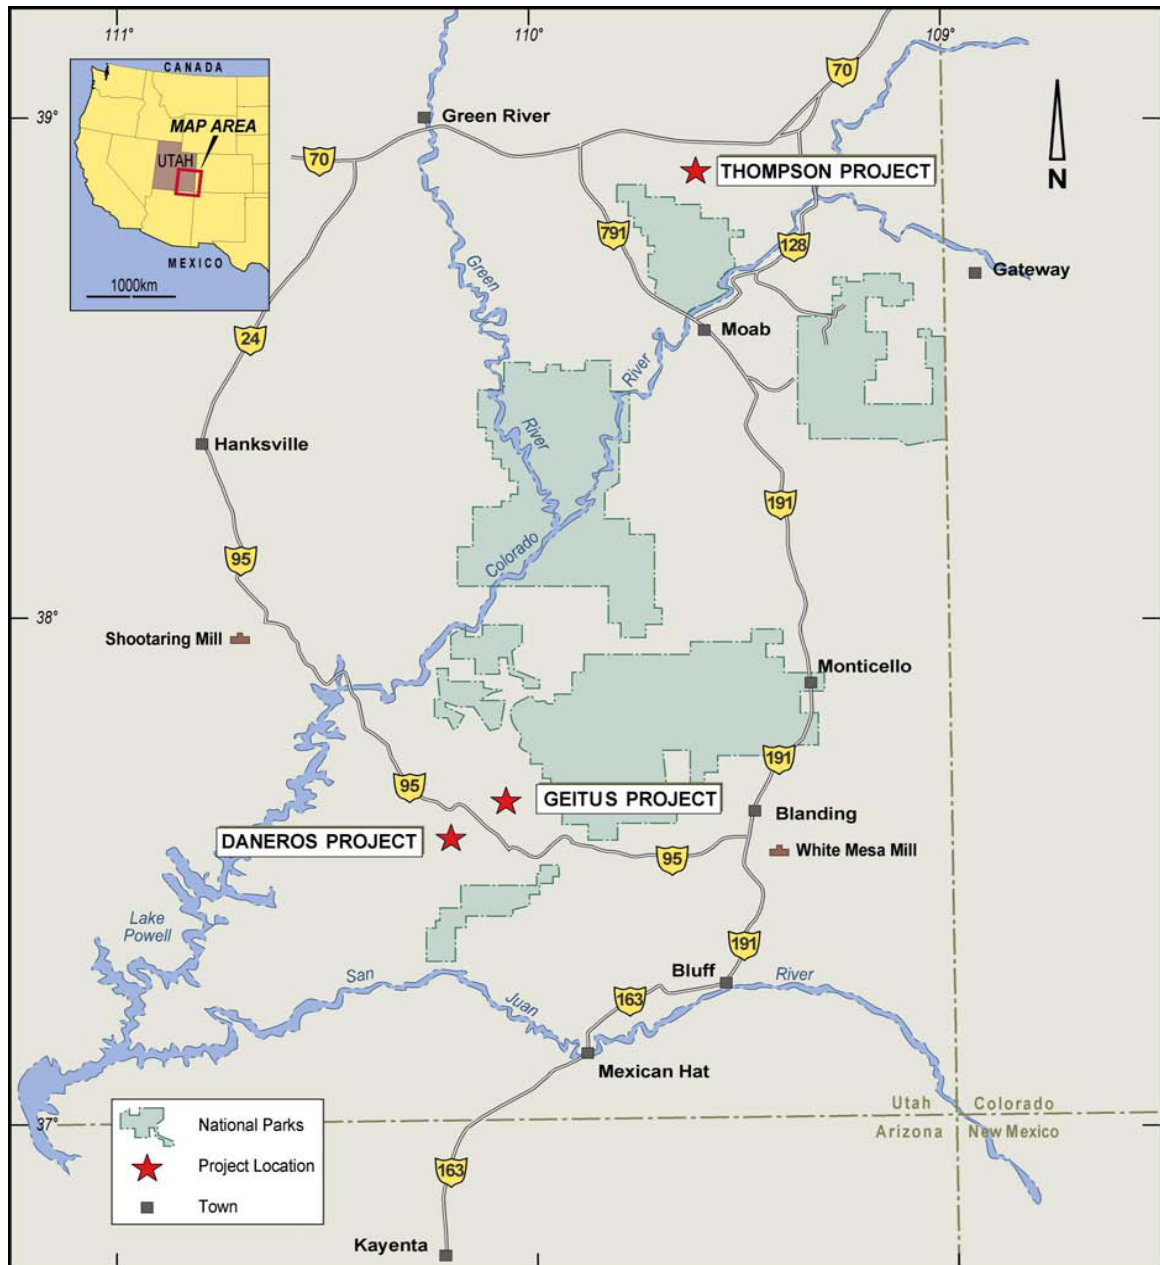 111°
110°
109°
CANADA
MAP AREA
UTAH
MEXICO
1000km
70
39°
Green River
70
THOMPSON PROJECT
N
791
128
Gateway
Green
Moab
24
River
Hanksville
River
191
95
Colorado
38°
Shootaring Mill
Monticello
191
95
GEITUS PROJECT
Blanding
DANEROS PROJECT
95
White Mesa Mill
Lake
Powell
191
San
Bluff
River
Juan
163
Mexican Hat
Utah
Colorado
National Parks
37°
Arizona
New Mexico
Project Location
163
Town
Kayenta